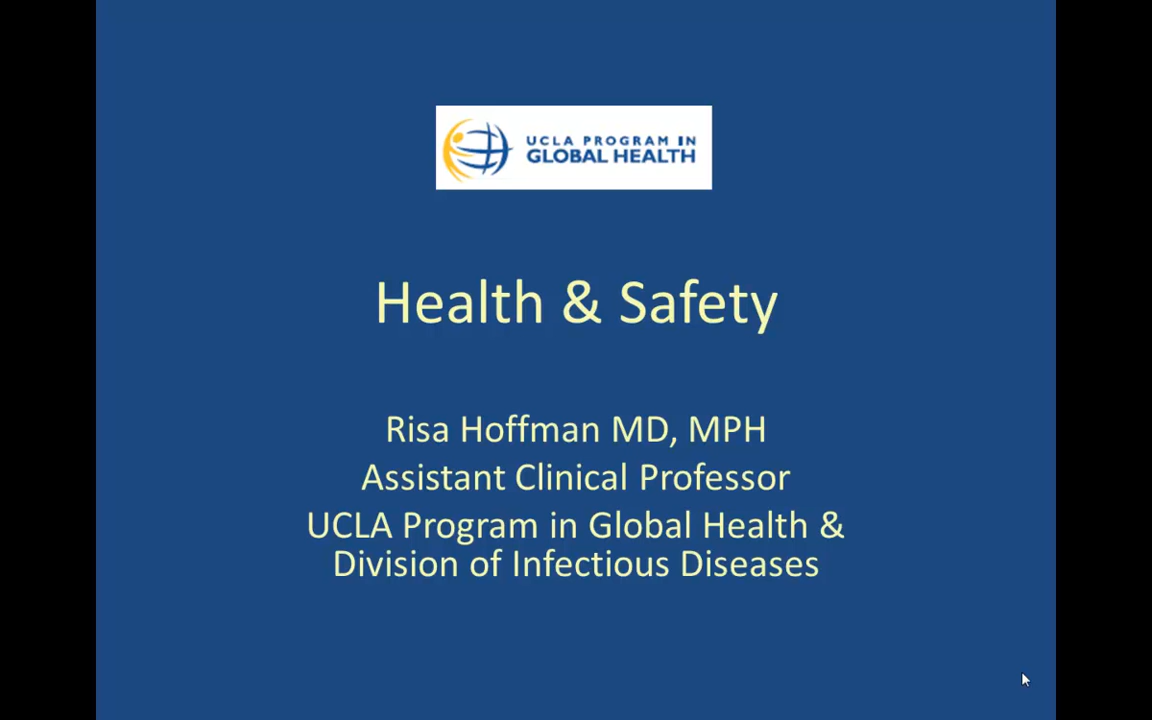 UCLA PROGRAM IN
GLOBAL HEALTH
Health & Safety
Risa Hoffman MD, MPH
Assistant Clinical Professor
UCLA Program in Global Health &
Division of Infectious Diseases